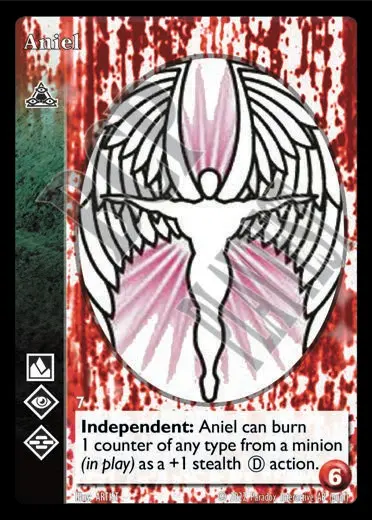 Aniel
7
Independent: Aniel can burn
1 counter of any type from a minion
(in play) as a +1 stealth Ⓓ action.
6